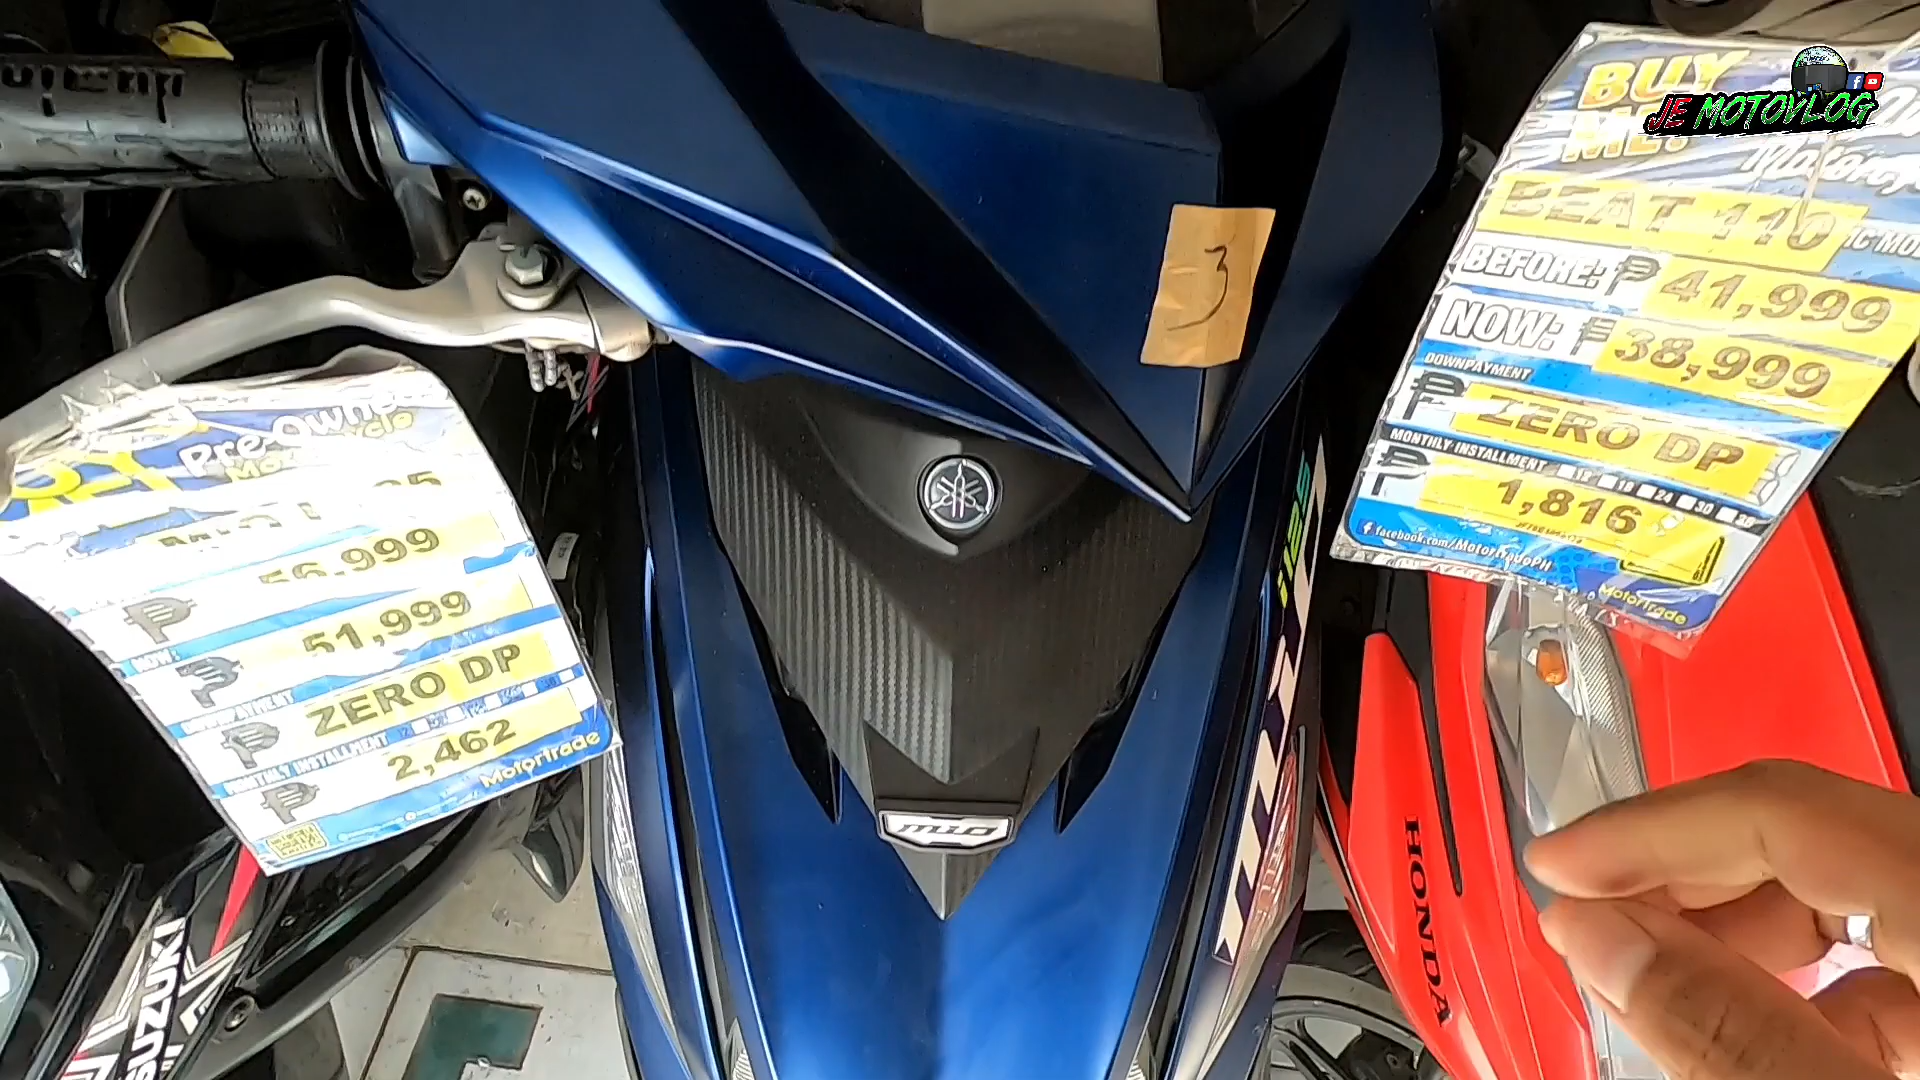 JE MOTOVLOG
BUY
ME!
BEAT 110
BEFORE: ₱ 41,999
NOW: ₱ 38,999
DOWNPAYMENT
₱ ZERO DP
MONTHLY INSTALLMENT 12 18 24 30 36
₱ 1,816
facebook.com/MotortradePH
Motortrade
3
Pre-Owned
56,999
₱
NOW:
51,999
₱
DOWNPAYMENT
₱ ZERO DP
MONTHLY INSTALLMENT
₱ 2,462
Motortrade
mio
mio i125
HONDA
SUZUKI